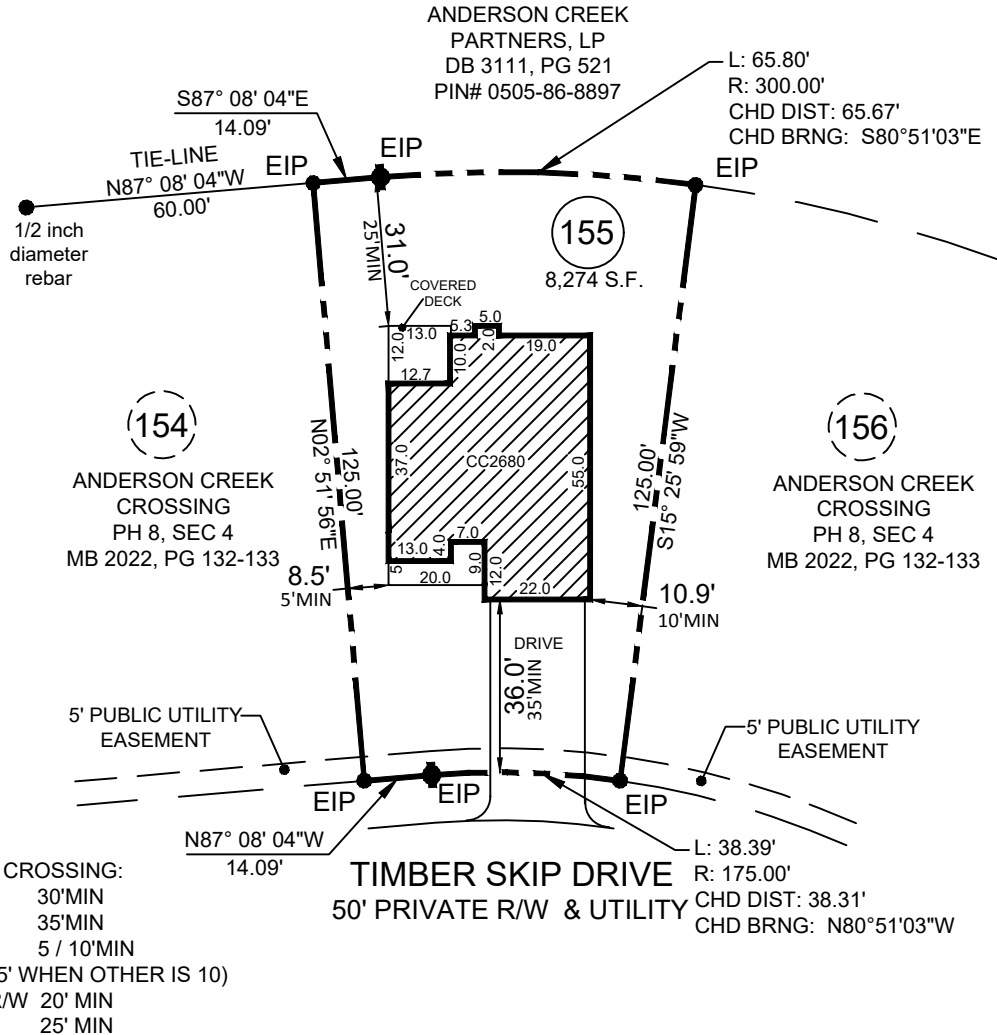 ANDERSON CREEK
PARTNERS, LP
DB 3111, PG 521
PIN# 0505-86-8897
L: 65.80'
R: 300.00'
CHD DIST: 65.67'
CHD BRNG: S80°51'03"E
S87° 08' 04"E
14.09'
TIE-LINE
N87° 08' 04"W
60.00'
EIP
EIP
EIP
1/2 inch
diameter
rebar
31.0'
25'MIN
155
8,274 S.F.
COVERED
DECK
13.0
12.0
5.3
5.0
2.0
10.0
19.0
12.7
154
ANDERSON CREEK
CROSSING
PH 8, SEC 4
MB 2022, PG 132-133
N02° 51' 56"E
125.00'
37.0
CC2680
55.0
S15° 25' 59"W
125.00'
156
ANDERSON CREEK
CROSSING
PH 8, SEC 4
MB 2022, PG 132-133
13.0
4.0
7.0
5
20.0
9.0
12.0
22.0
8.5'
5'MIN
10.9'
10'MIN
DRIVE
36.0'
35'MIN
5' PUBLIC UTILITY
EASEMENT
5' PUBLIC UTILITY
EASEMENT
EIP
EIP
EIP
N87° 08' 04"W
14.09'
TIMBER SKIP DRIVE
50' PRIVATE R/W & UTILITY
L: 38.39'
R: 175.00'
CHD DIST: 38.31'
CHD BRNG: N80°51'03"W
CROSSING:
30'MIN
35'MIN
5 / 10'MIN
5' WHEN OTHER IS 10)
R/W 20' MIN
25' MIN